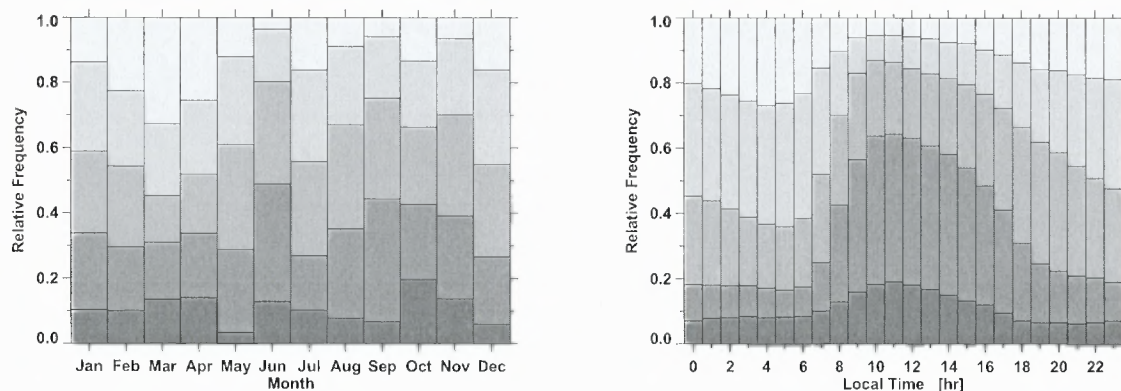 1.0
0.8
0.6
0.4
0.2
0.0
Relative Frequency
Jan Feb Mar Apr May Jun Jul Aug Sep Oct Nov Dec
Month
1.0
0.8
0.6
0.4
0.2
0.0
Relative Frequency
0 2 4 6 8 10 12 14 16 18 20 22
Local Time [hr]